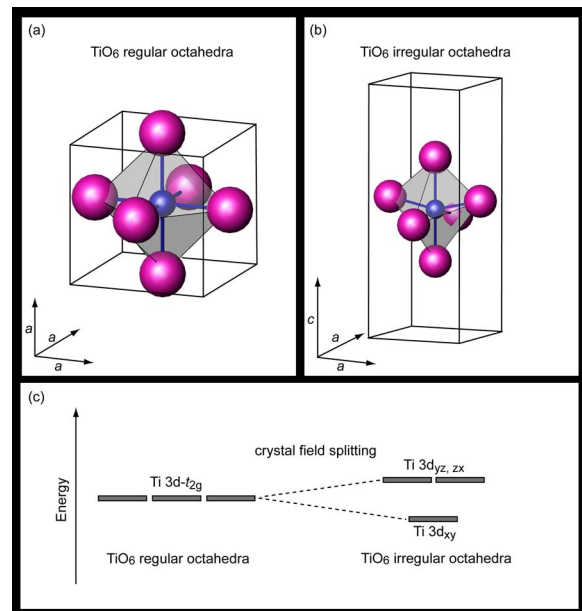 (a)
TiO6 regular octahedra
a
a
a
(b)
TiO6 irregular octahedra
c
a
a
(c)
Energy
crystal field splitting
Ti 3d-t2g
Ti 3dyz, zx
Ti 3dxy
TiO6 regular octahedra
TiO6 irregular octahedra